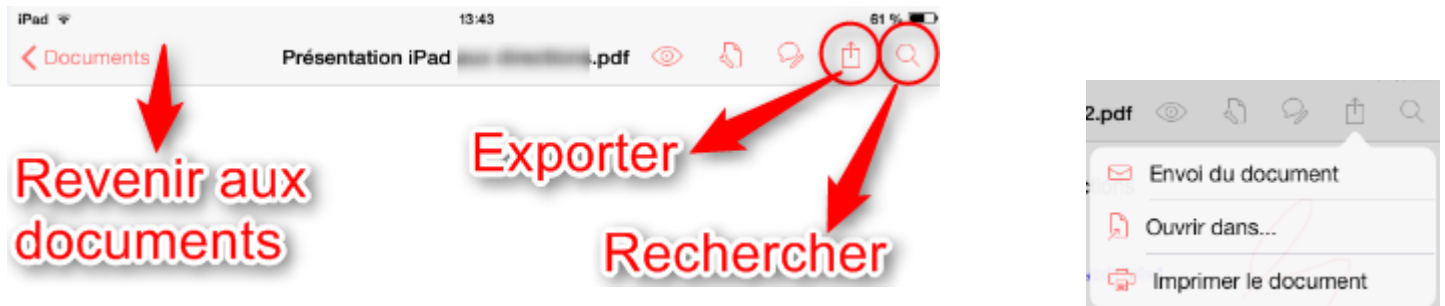 iPad 13:43 61 %
Documents Présentation iPad .pdf
Revenir aux
documents
Exporter
Rechercher
2.pdf
Envoi du document
Ouvrir dans...
Imprimer le document